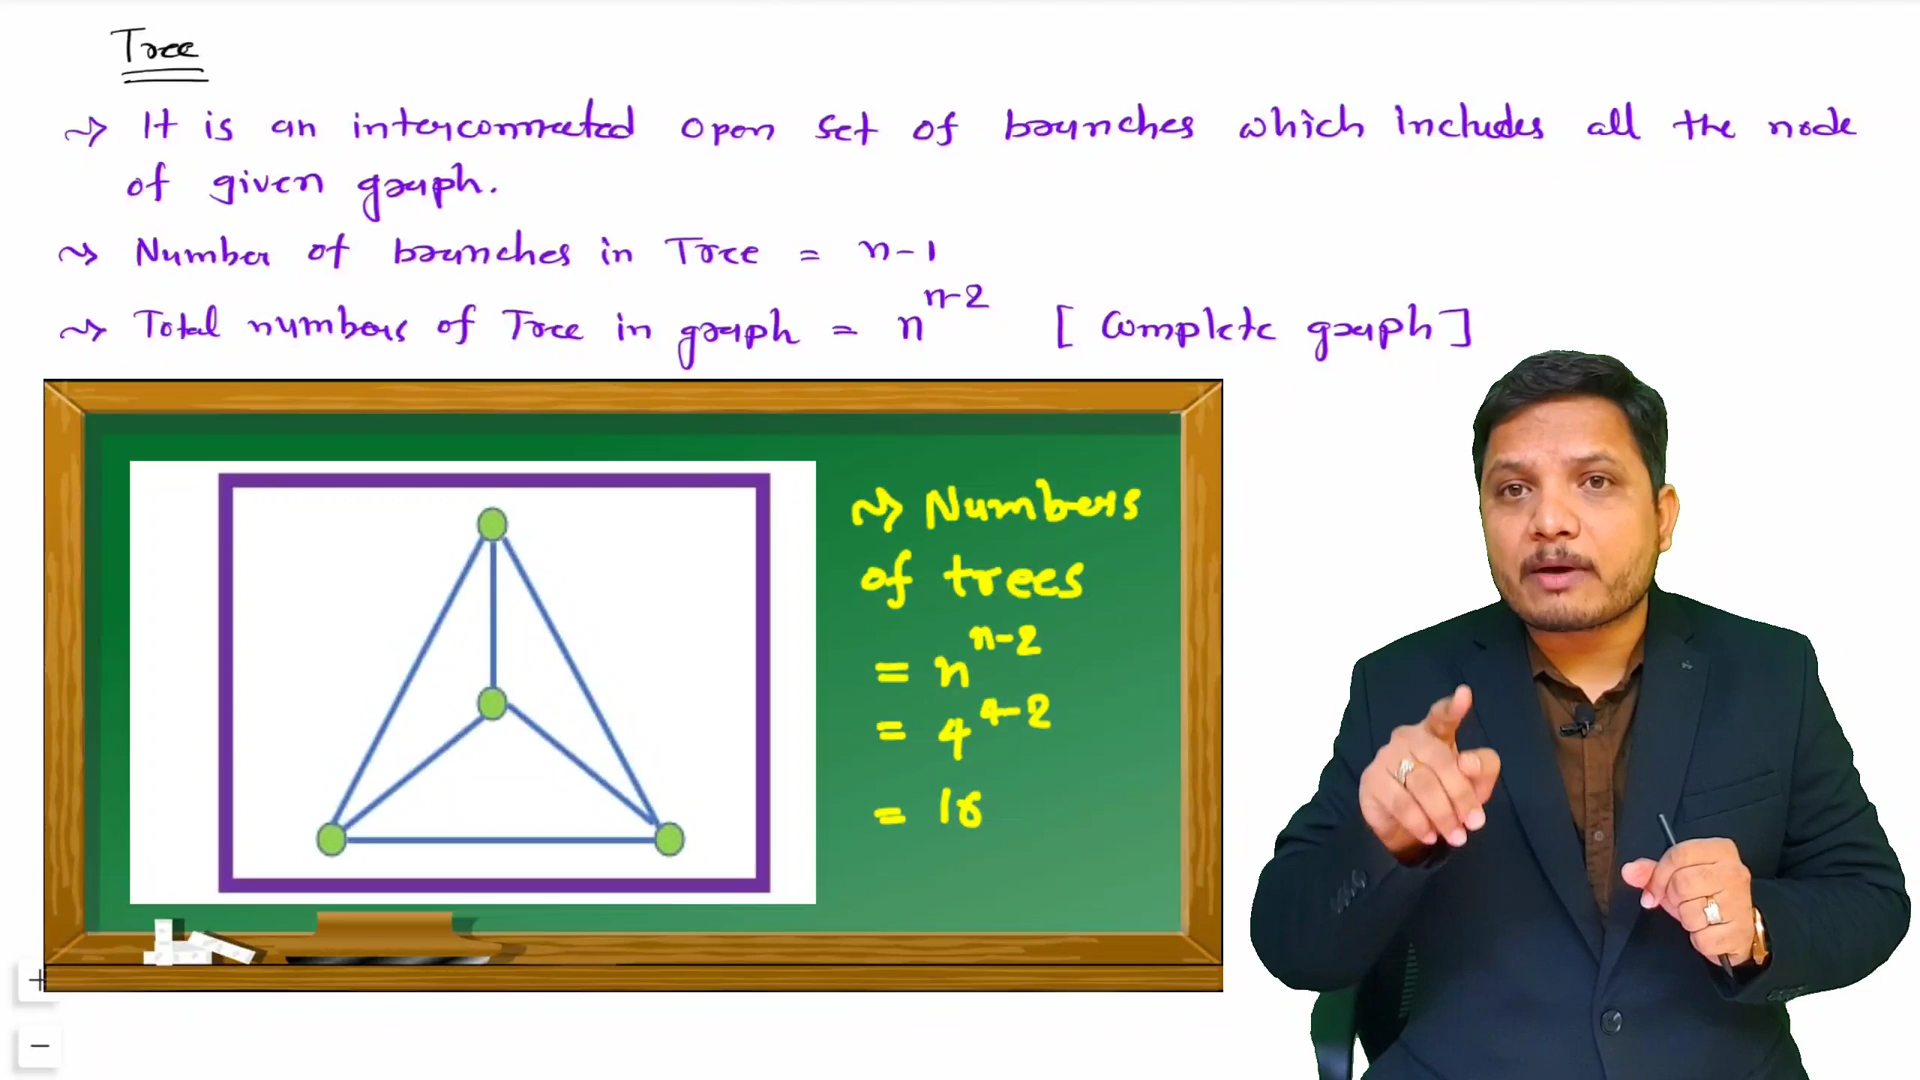 Tree
~> It is an interconnected open set of branches which includes all the node
of given graph.
~> Number of branches in Tree = n-1
~> Total numbers of Tree in graph = n^(n-2) [Complete graph]
~> Numbers
of trees
= n^(n-2)
= 4^(4-2)
= 16